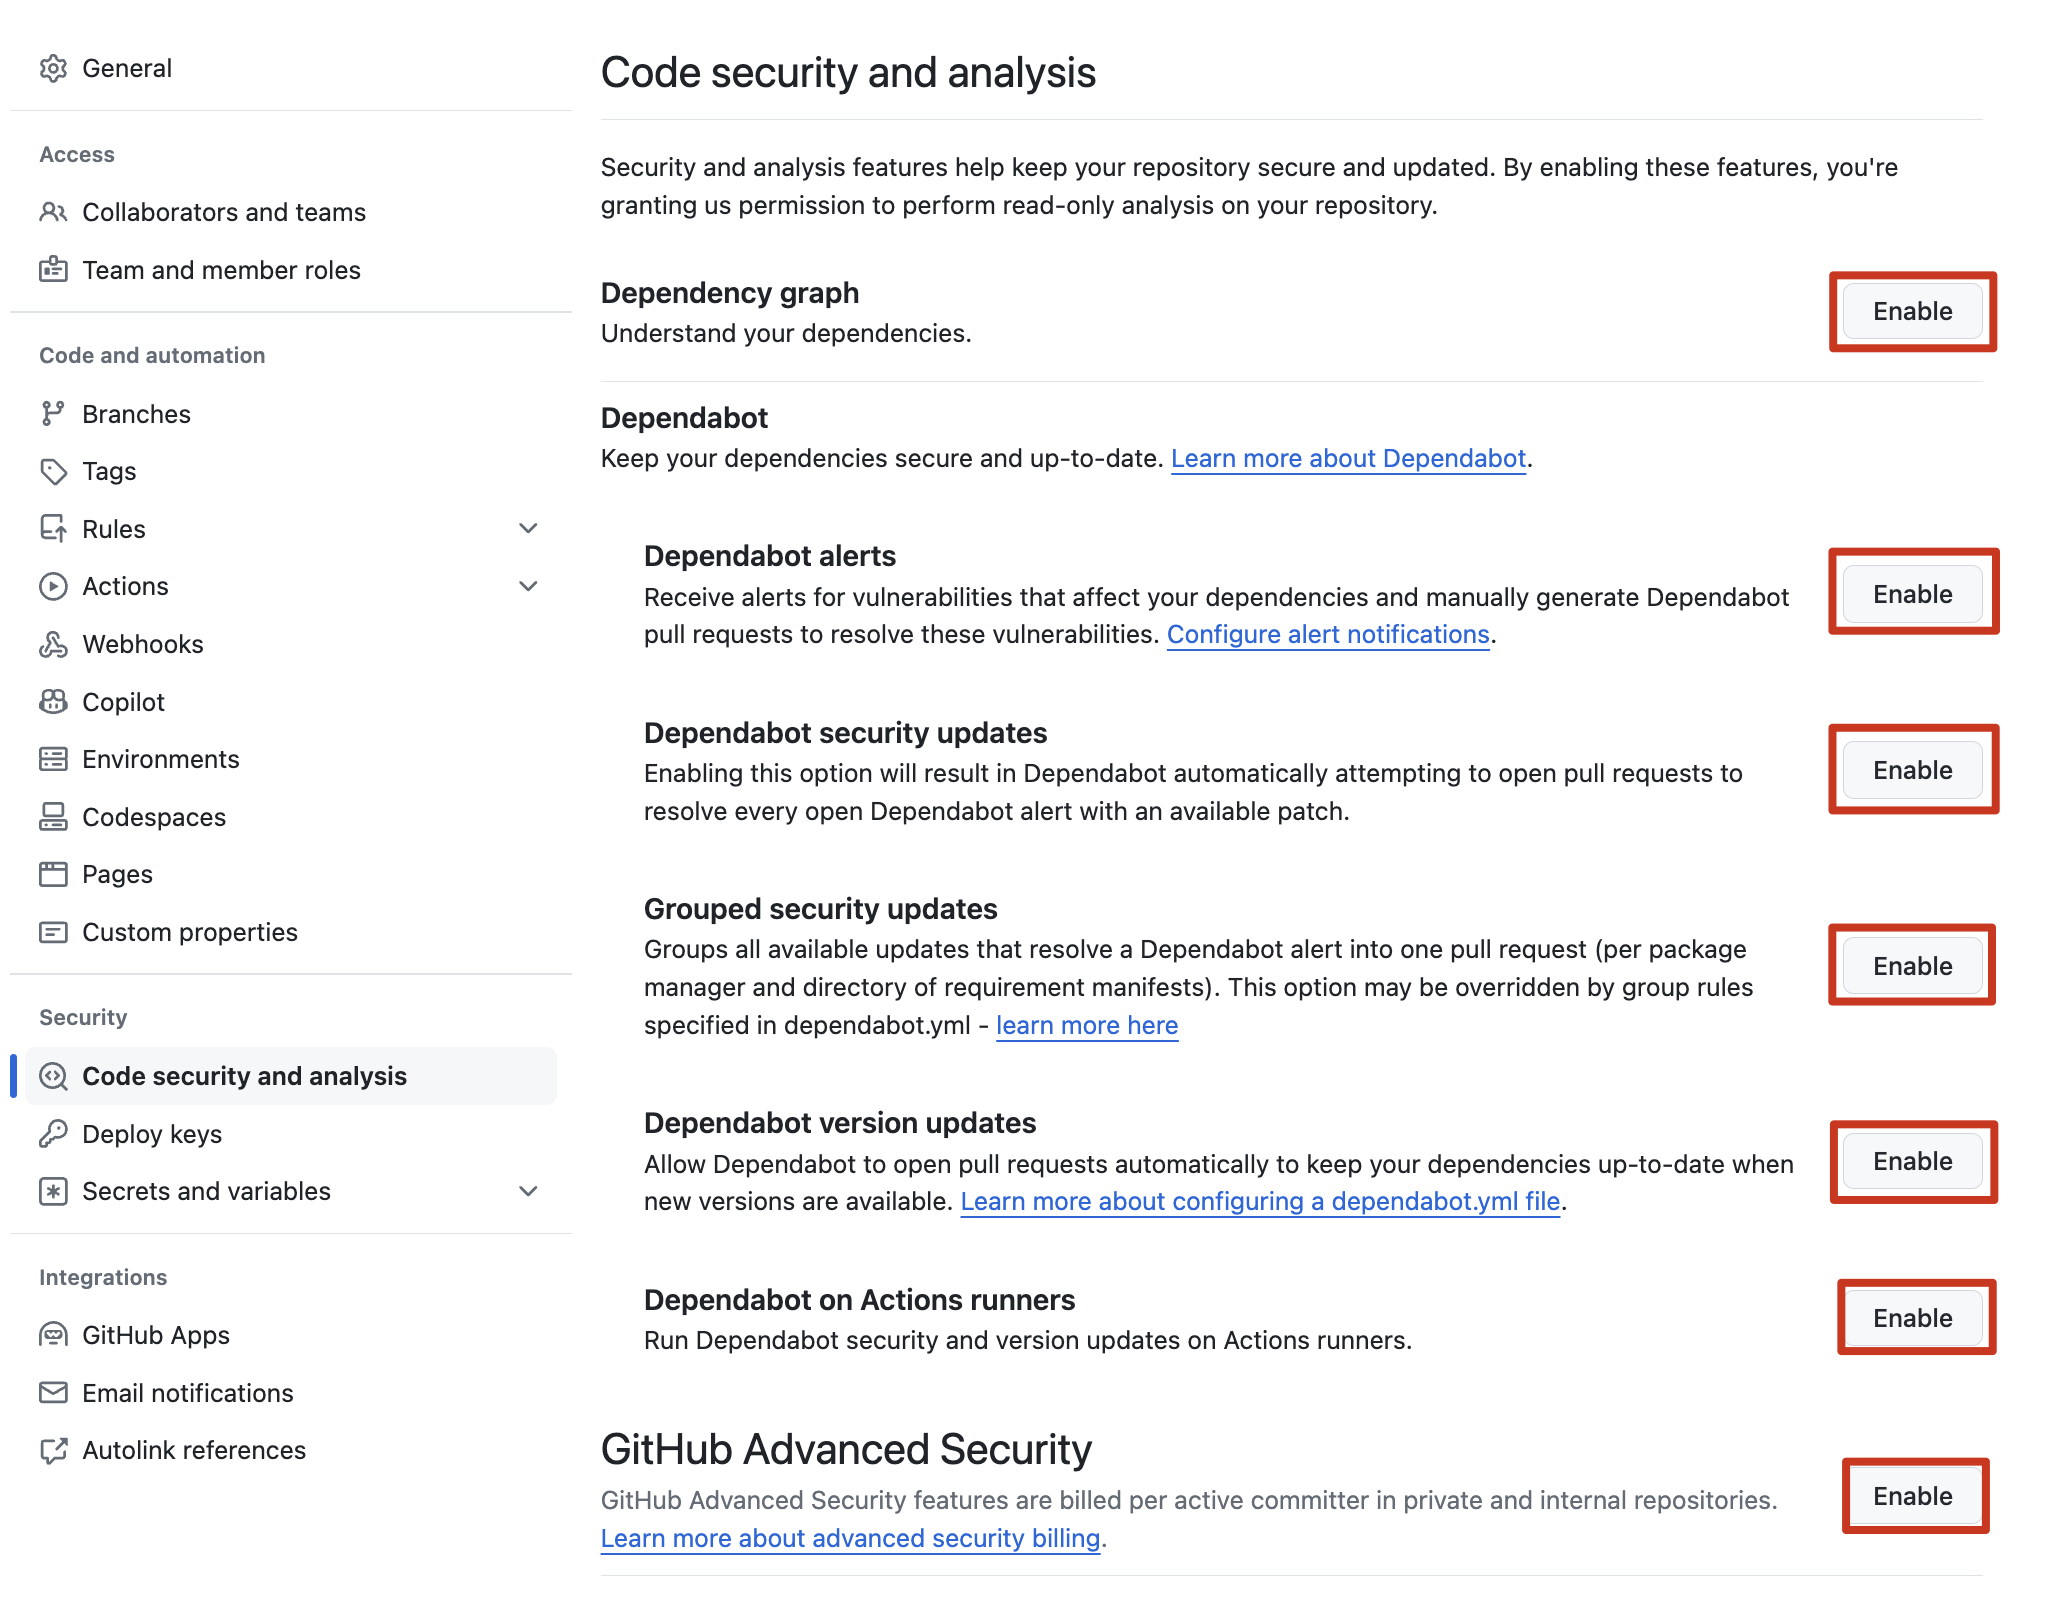 General
Access
Collaborators and teams
Team and member roles
Code and automation
Branches
Tags
Rules
Actions
Webhooks
Copilot
Environments
Codespaces
Pages
Custom properties
Security
Code security and analysis
Deploy keys
Secrets and variables
Integrations
GitHub Apps
Email notifications
Autolink references
Code security and analysis
Security and analysis features help keep your repository secure and updated. By enabling these features, you're
granting us permission to perform read-only analysis on your repository.
Dependency graph
Understand your dependencies.
Enable
Dependabot
Keep your dependencies secure and up-to-date. Learn more about Dependabot.
Dependabot alerts
Receive alerts for vulnerabilities that affect your dependencies and manually generate Dependabot
pull requests to resolve these vulnerabilities. Configure alert notifications.
Enable
Dependabot security updates
Enabling this option will result in Dependabot automatically attempting to open pull requests to
resolve every open Dependabot alert with an available patch.
Enable
Grouped security updates
Groups all available updates that resolve a Dependabot alert into one pull request (per package
manager and directory of requirement manifests). This option may be overridden by group rules
specified in dependabot.yml - learn more here
Enable
Dependabot version updates
Allow Dependabot to open pull requests automatically to keep your dependencies up-to-date when
new versions are available. Learn more about configuring a dependabot.yml file.
Enable
Dependabot on Actions runners
Run Dependabot security and version updates on Actions runners.
Enable
GitHub Advanced Security
GitHub Advanced Security features are billed per active committer in private and internal repositories.
Learn more about advanced security billing.
Enable